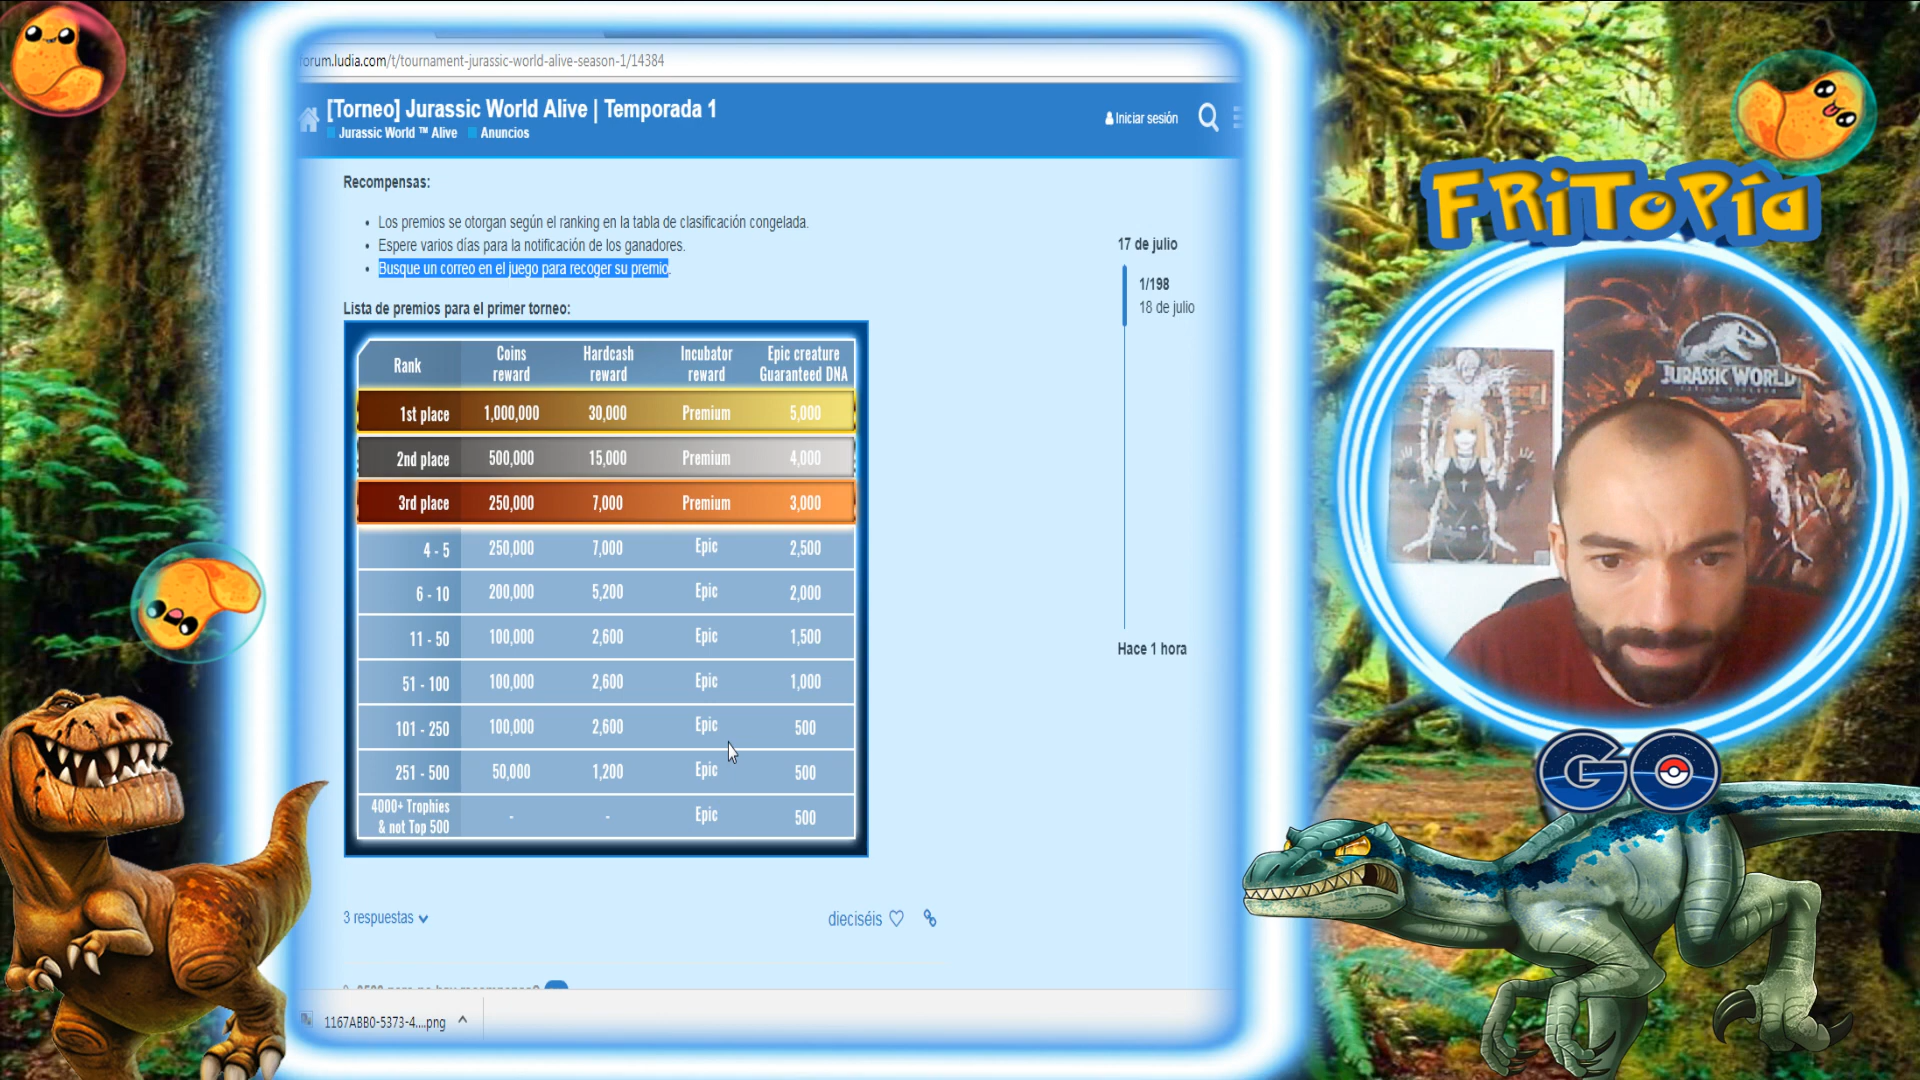 forum.ludia.com/t/tournament-jurassic-world-alive-season-1/14384
[Torneo] Jurassic World Alive | Temporada 1
Jurassic World ™ Alive Anuncios
Iniciar sesión
Recompensas:
Los premios se otorgan según el ranking en la tabla de clasificación congelada.
Espere varios días para la notificación de los ganadores.
Busque un correo en el juego para recoger su premio.
Lista de premios para el primer torneo:
Rank Coins reward Hardcash reward Incubator reward Epic creature Guaranteed DNA
1st place 1,000,000 30,000 Premium 5,000
2nd place 500,000 15,000 Premium 4,000
3rd place 250,000 7,000 Premium 3,000
4 - 5 250,000 7,000 Epic 2,500
6 - 10 200,000 5,200 Epic 2,000
11 - 50 100,000 2,600 Epic 1,500
51 - 100 100,000 2,600 Epic 1,000
101 - 250 100,000 2,600 Epic 500
251 - 500 50,000 1,200 Epic 500
4000+ Trophies & not Top 500 - - Epic 500
3 respuestas
dieciséis
17 de julio
1/198
18 de julio
Hace 1 hora
1167ABB0-5373-4....png
FRiToPía
JURASSIC WORLD
GO